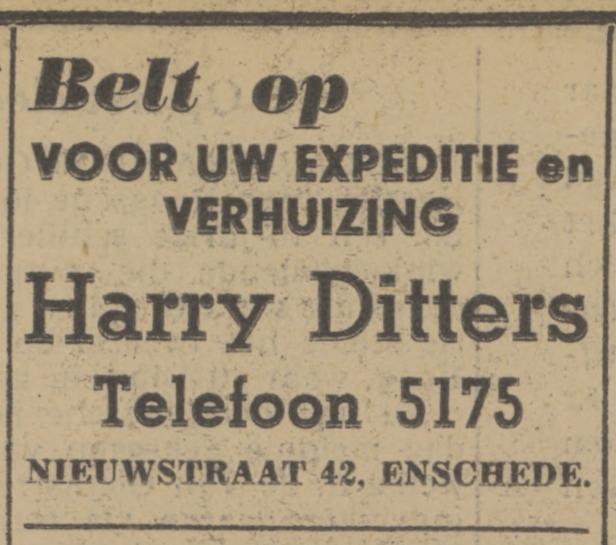 Belt op
VOOR UW EXPEDITIE en
VERHUIZING
Harry Ditters
Telefoon 5175
NIEUWSTRAAT 42, ENSCHEDE.